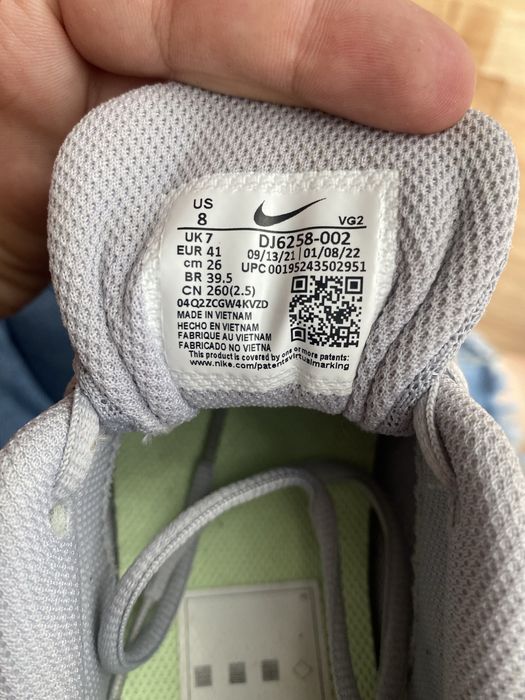 US
8
VG2
UK 7
DJ6258-002
EUR 41
09/13/21 01/08/22
cm 26
UPC 00195243502951
BR 39,5
CN 260(2.5)
04Q2ZCGW4KVZD
MADE IN VIETNAM
HECHO EN VIETNAM
FABRIQUE AU VIETNAM
FABRICADO NO VIETNA
This product is covered by one or more patents:
www.nike.com/patentsvirtualmarking